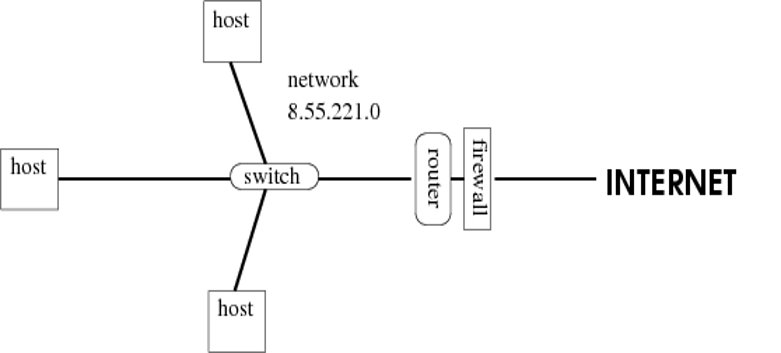 host
network
8.55.221.0
host
switch
router
firewall
INTERNET
host